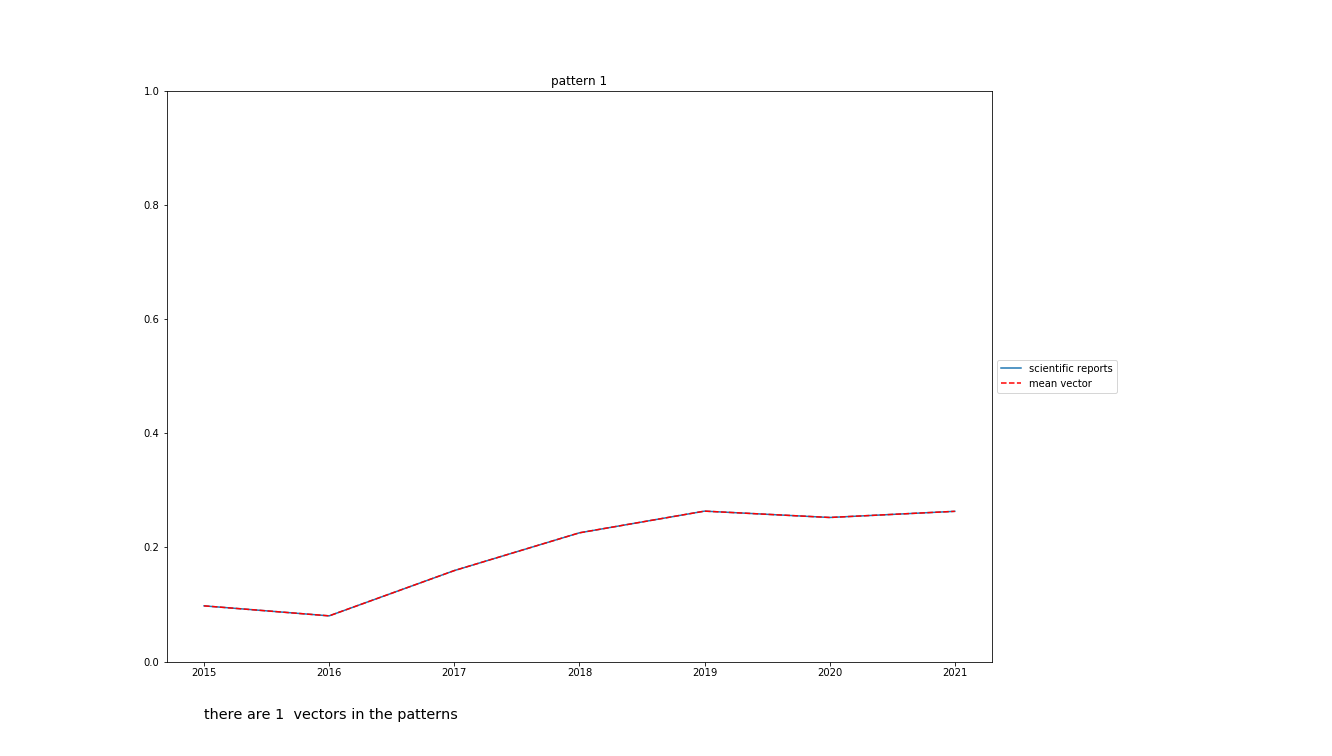 pattern 1
1.0
0.8
0.6
0.4
0.2
0.0
2015 2016 2017 2018 2019 2020 2021
scientific reports
mean vector
there are 1  vectors in the patterns